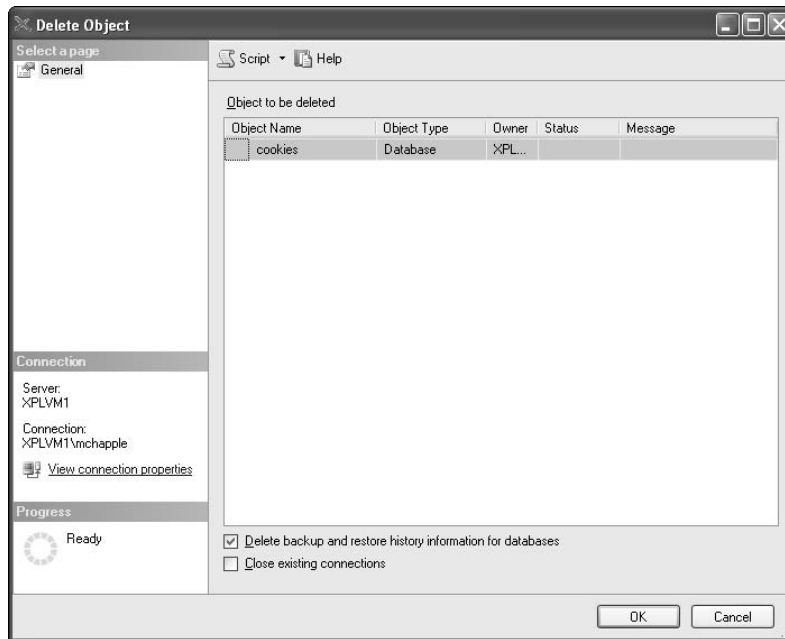 Delete Object
Select a page
General
Script Help
Object to be deleted
Object Name Object Type Owner Status Message
cookies Database XPL...
Connection
Server:
XPLVM1
Connection:
XPLVM1\mchapple
View connection properties
Progress
Ready
Delete backup and restore history information for databases
Close existing connections
OK Cancel